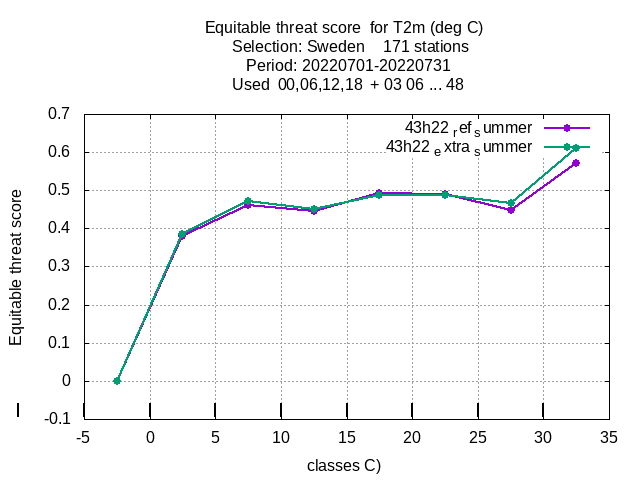 Equitable threat score for T2m (deg C)
Selection: Sweden 171 stations
Period: 20220701-20220731
Used 00,06,12,18 + 03 06 ... 48
0.7
0.6
0.5
0.4
0.3
0.2
0.1
0
-0.1
Equitable threat score
43h22 ref summer
43h22 extra summer
-5 0 5 10 15 20 25 30 35
classes C)